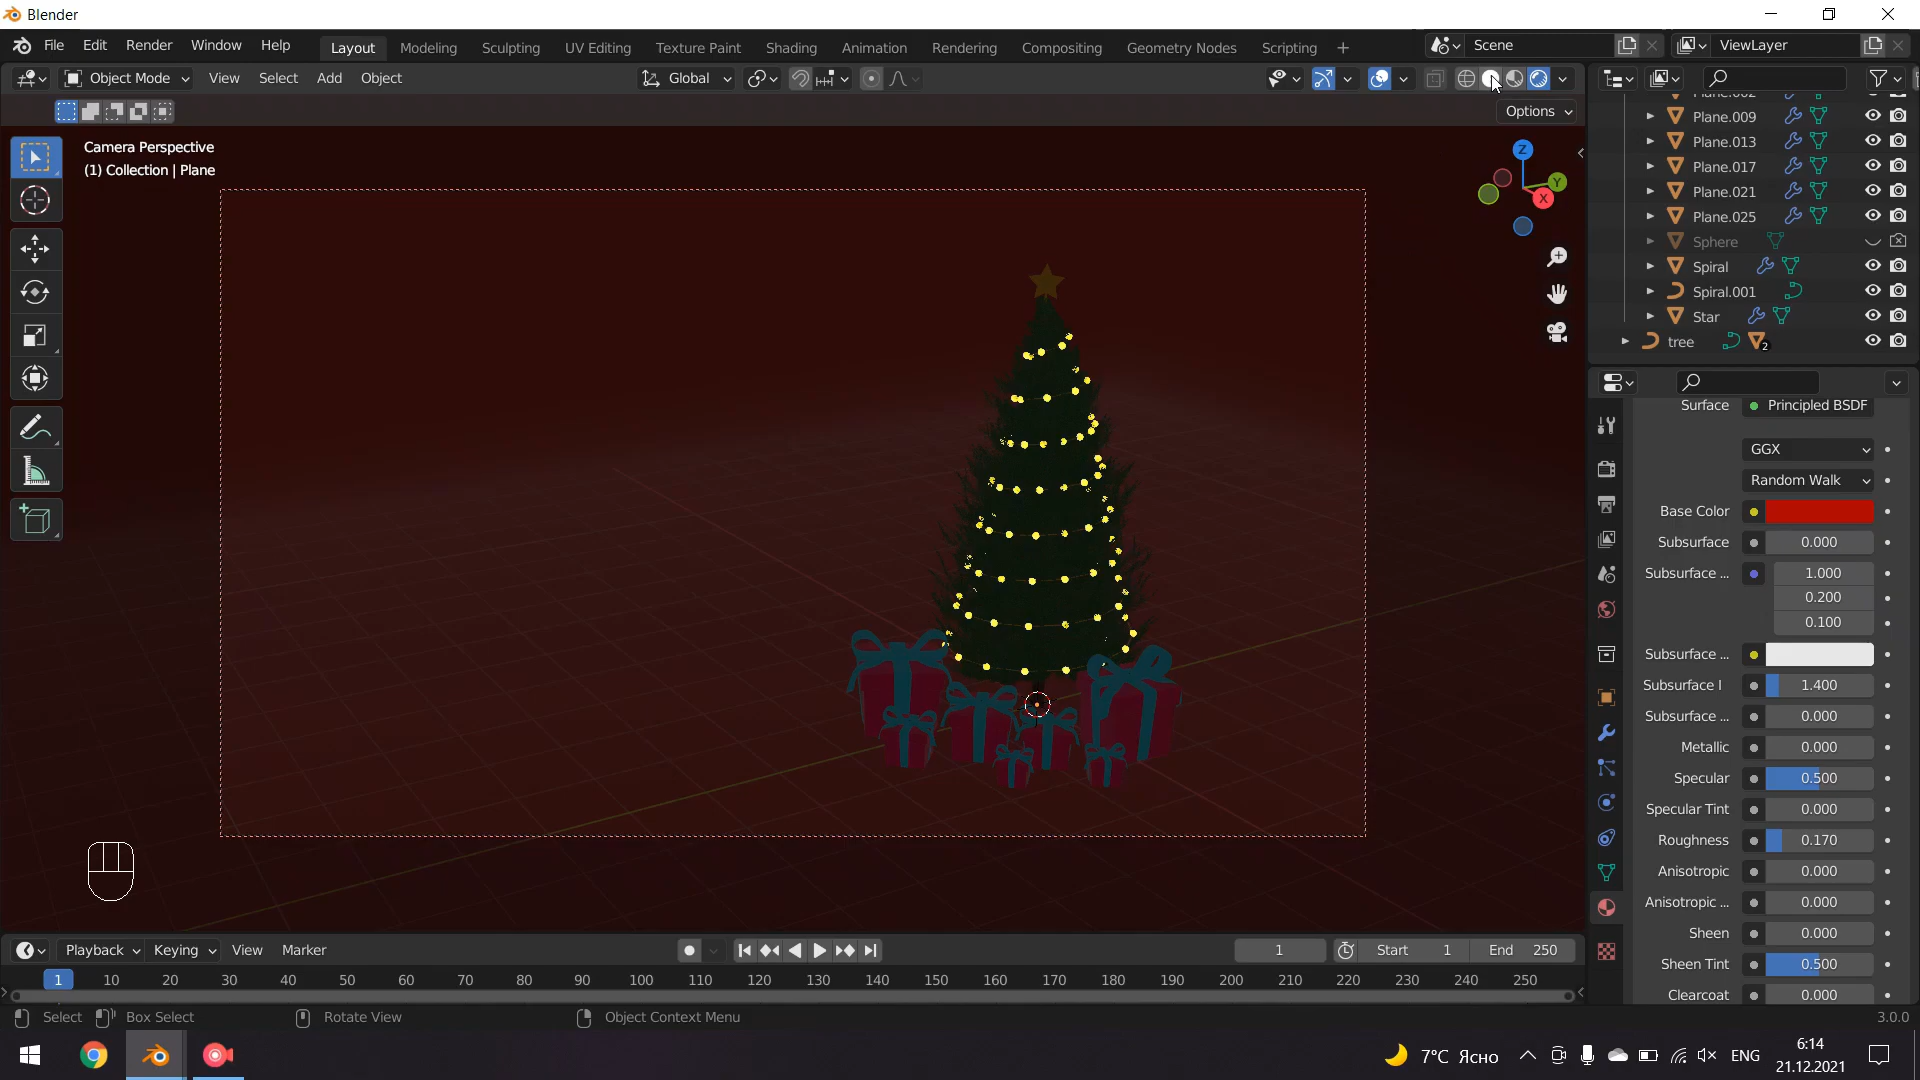 Blender
File Edit Render Window Help Layout Modeling Sculpting UV Editing Texture Paint Shading Animation Rendering Compositing Geometry Nodes Scripting + Scene ViewLayer
Object Mode View Select Add Object Global
Options
Camera Perspective
(1) Collection | Plane
Z
Y
X
Plane.009
Plane.013
Plane.017
Plane.021
Plane.025
Sphere
Spiral
Spiral.001
Star
tree 2
Surface Principled BSDF
GGX
Random Walk
Base Color
Subsurface 0.000
Subsurface ... 1.000
0.200
0.100
Subsurface ...
Subsurface I 1.400
Subsurface ... 0.000
Metallic 0.000
Specular 0.500
Specular Tint 0.000
Roughness 0.170
Anisotropic 0.000
Anisotropic ... 0.000
Sheen 0.000
Sheen Tint 0.500
Clearcoat 0.000
Playback Keying View Marker 1 Start 1 End 250
1 10 20 30 40 50 60 70 80 90 100 110 120 130 140 150 160 170 180 190 200 210 220 230 240 250
Select Box Select Rotate View Object Context Menu 3.0.0
7°C Ясно ENG 6:14
21.12.2021